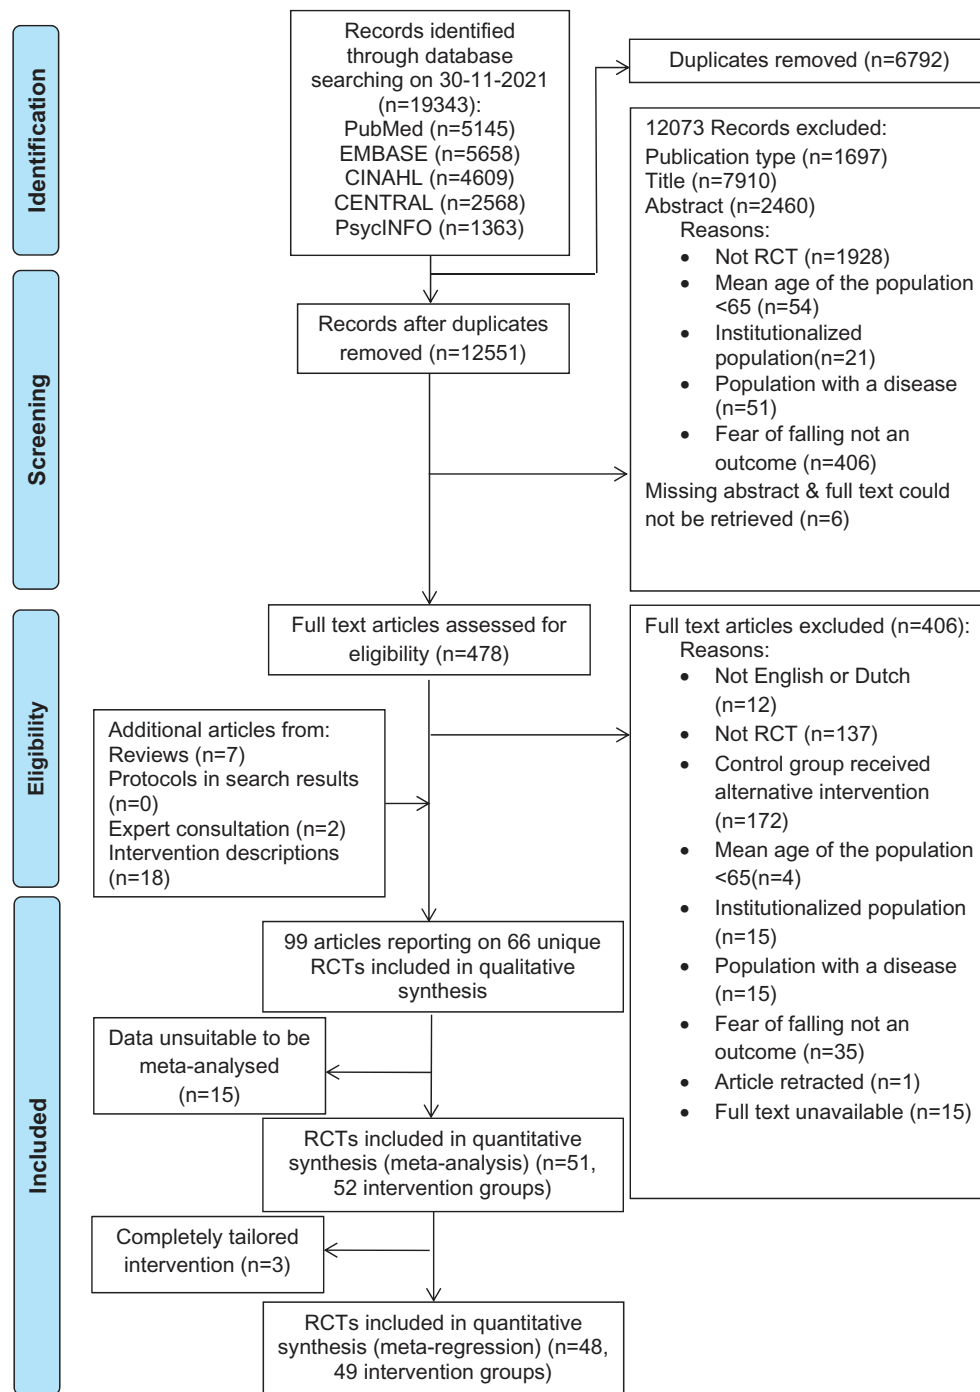 Identification
Records identified
through database
searching on 30-11-2021
(n=19343):
PubMed (n=5145)
EMBASE (n=5658)
CINAHL (n=4609)
CENTRAL (n=2568)
PsycINFO (n=1363)
Duplicates removed (n=6792)
12073 Records excluded:
Publication type (n=1697)
Title (n=7910)
Abstract (n=2460)
Reasons:
• Not RCT (n=1928)
• Mean age of the population
<65 (n=54)
• Institutionalized
population(n=21)
• Population with a disease
(n=51)
• Fear of falling not an
outcome (n=406)
Missing abstract & full text could
not be retrieved (n=6)
Screening
Records after duplicates
removed (n=12551)
Eligibility
Full text articles assessed for
eligibility (n=478)
Full text articles excluded (n=406):
Reasons:
• Not English or Dutch
(n=12)
• Not RCT (n=137)
• Control group received
alternative intervention
(n=172)
• Mean age of the population
<65(n=4)
• Institutionalized population
(n=15)
• Population with a disease
(n=15)
• Fear of falling not an
outcome (n=35)
• Article retracted (n=1)
• Full text unavailable (n=15)
Additional articles from:
Reviews (n=7)
Protocols in search results
(n=0)
Expert consultation (n=2)
Intervention descriptions
(n=18)
Included
99 articles reporting on 66 unique
RCTs included in qualitative
synthesis
Data unsuitable to be
meta-analysed
(n=15)
RCTs included in quantitative
synthesis (meta-analysis) (n=51,
52 intervention groups)
Completely tailored
intervention (n=3)
RCTs included in quantitative
synthesis (meta-regression) (n=48,
49 intervention groups)